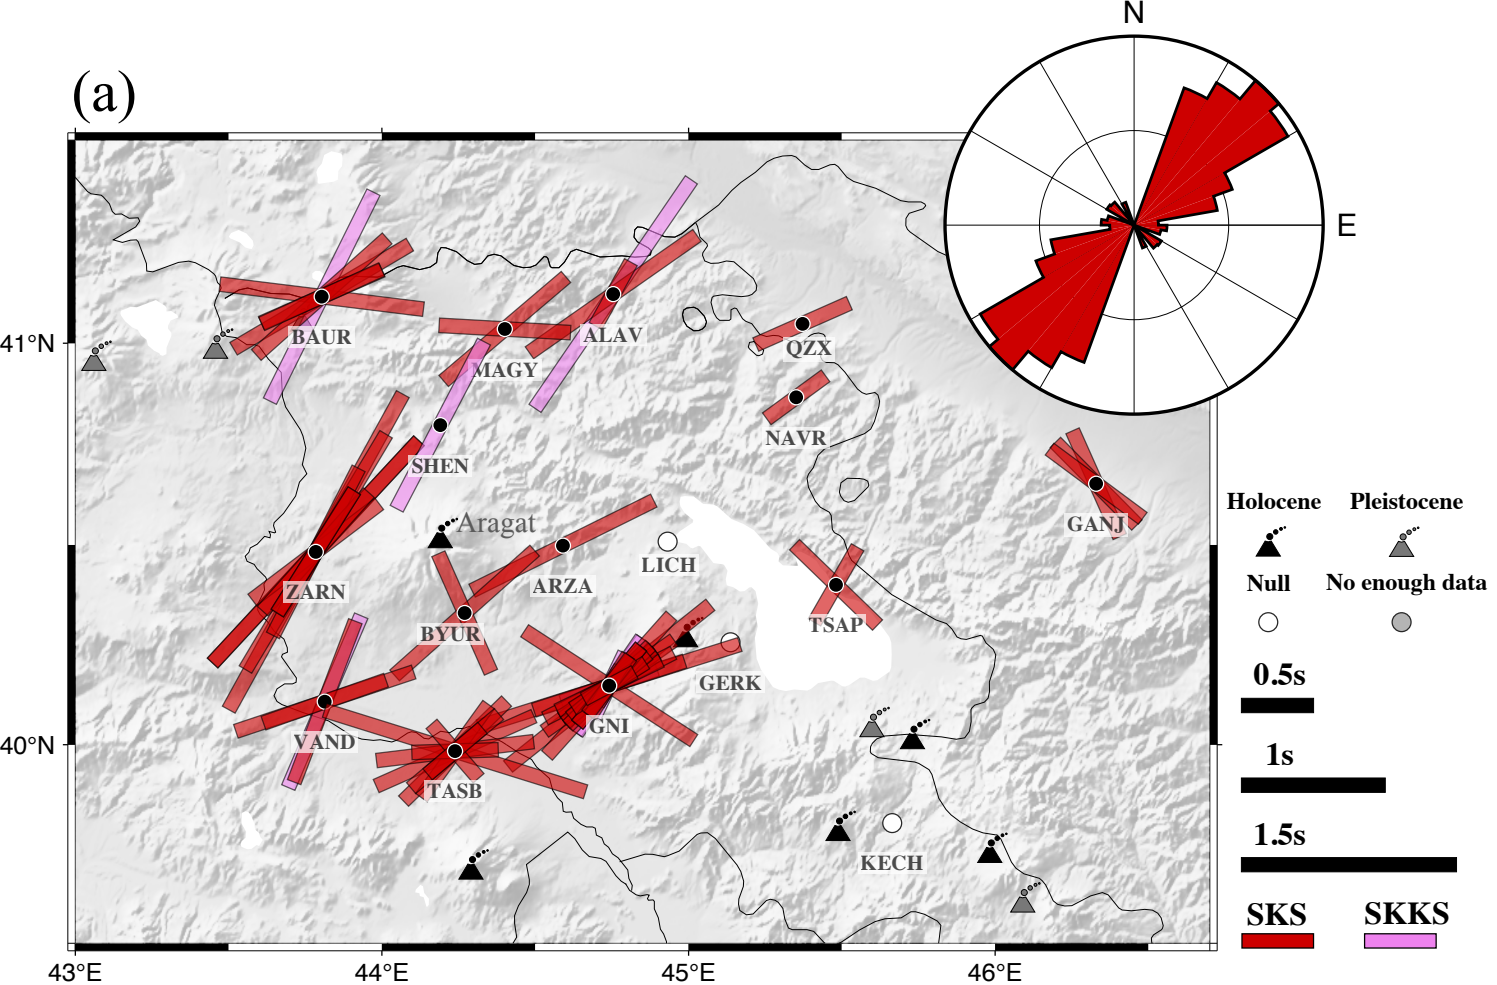 N
(a)
E
BAUR
ALAV
41°N
MAGY
QZX
NAVR
SHEN
Holocene
Pleistocene
Aragat
GANJ
LICH
ARZA
Null
No enough data
ZARN
TSAP
BYUR
0.5s
GERK
GNI
VAND
40°N
1s
TASB
1.5s
KECH
SKS
SKKS
43°E
44°E
45°E
46°E